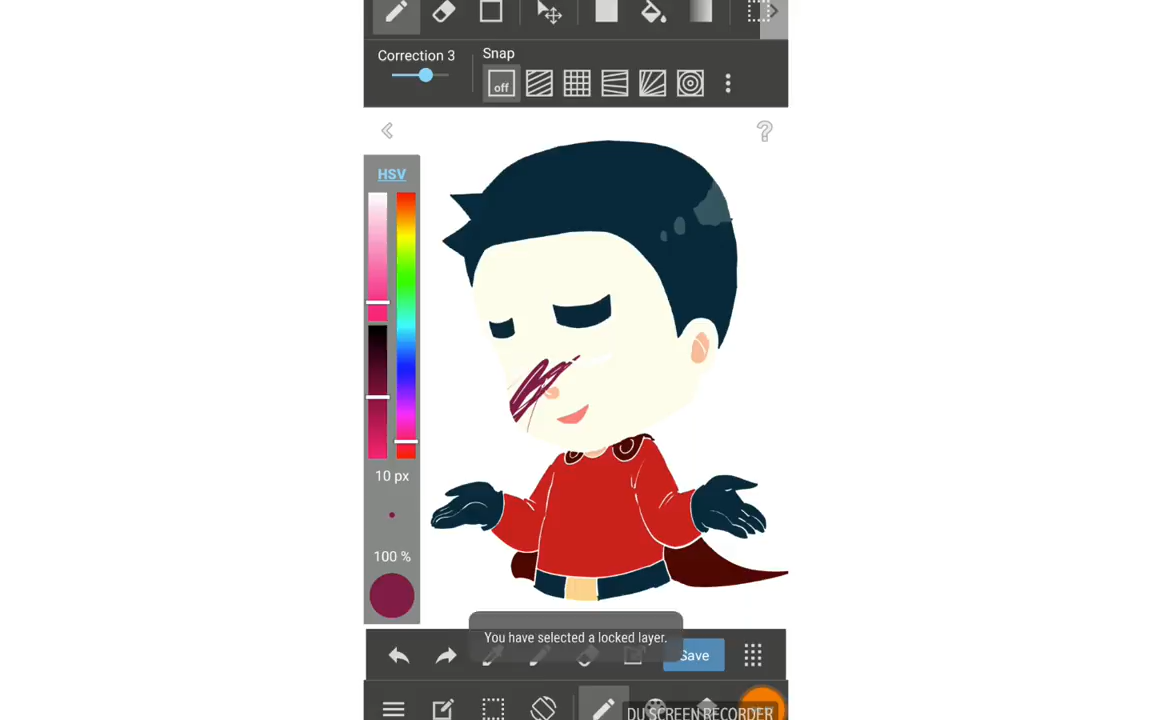 Correction 3
Snap
off
HSV
10 px
100 %
You have selected a locked layer.
Save
DU SCREEN RECORDER